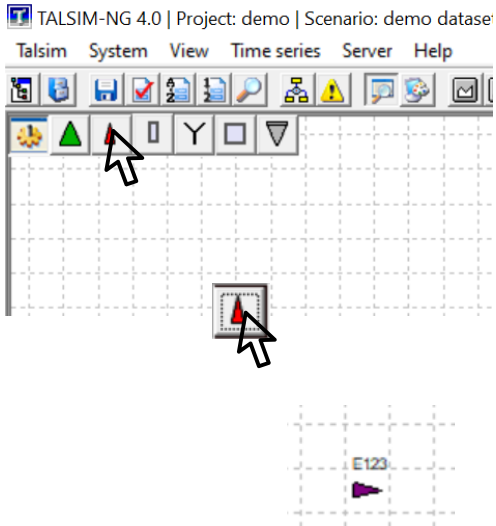 TALSIM-NG 4.0 | Project: demo | Scenario: demo dataset
Talsim System View Time series Server Help
E123